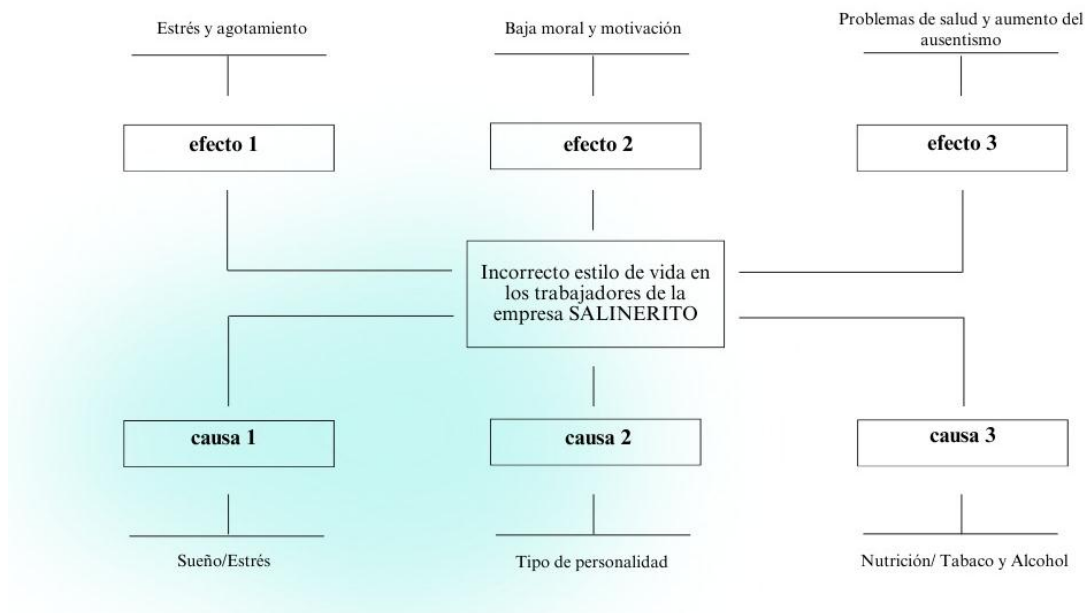 Estrés y agotamiento
Baja moral y motivación
Problemas de salud y aumento del
ausentismo
efecto 1
efecto 2
efecto 3
Incorrecto estilo de vida en
los trabajadores de la
empresa SALINERITO
causa 1
causa 2
causa 3
Sueño/Estrés
Tipo de personalidad
Nutrición/ Tabaco y Alcohol